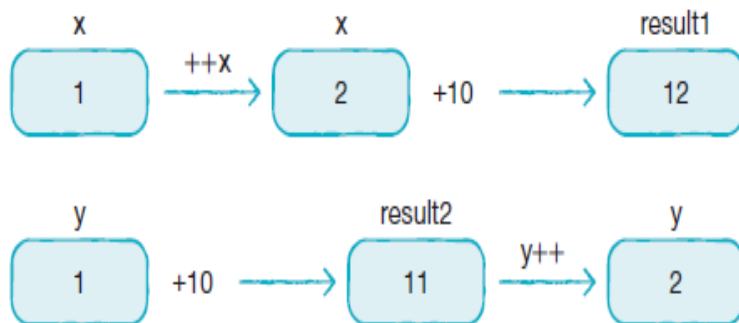 x x result1
1 ++x 2 +10 12
y result2 y
1 +10 11 y++ 2